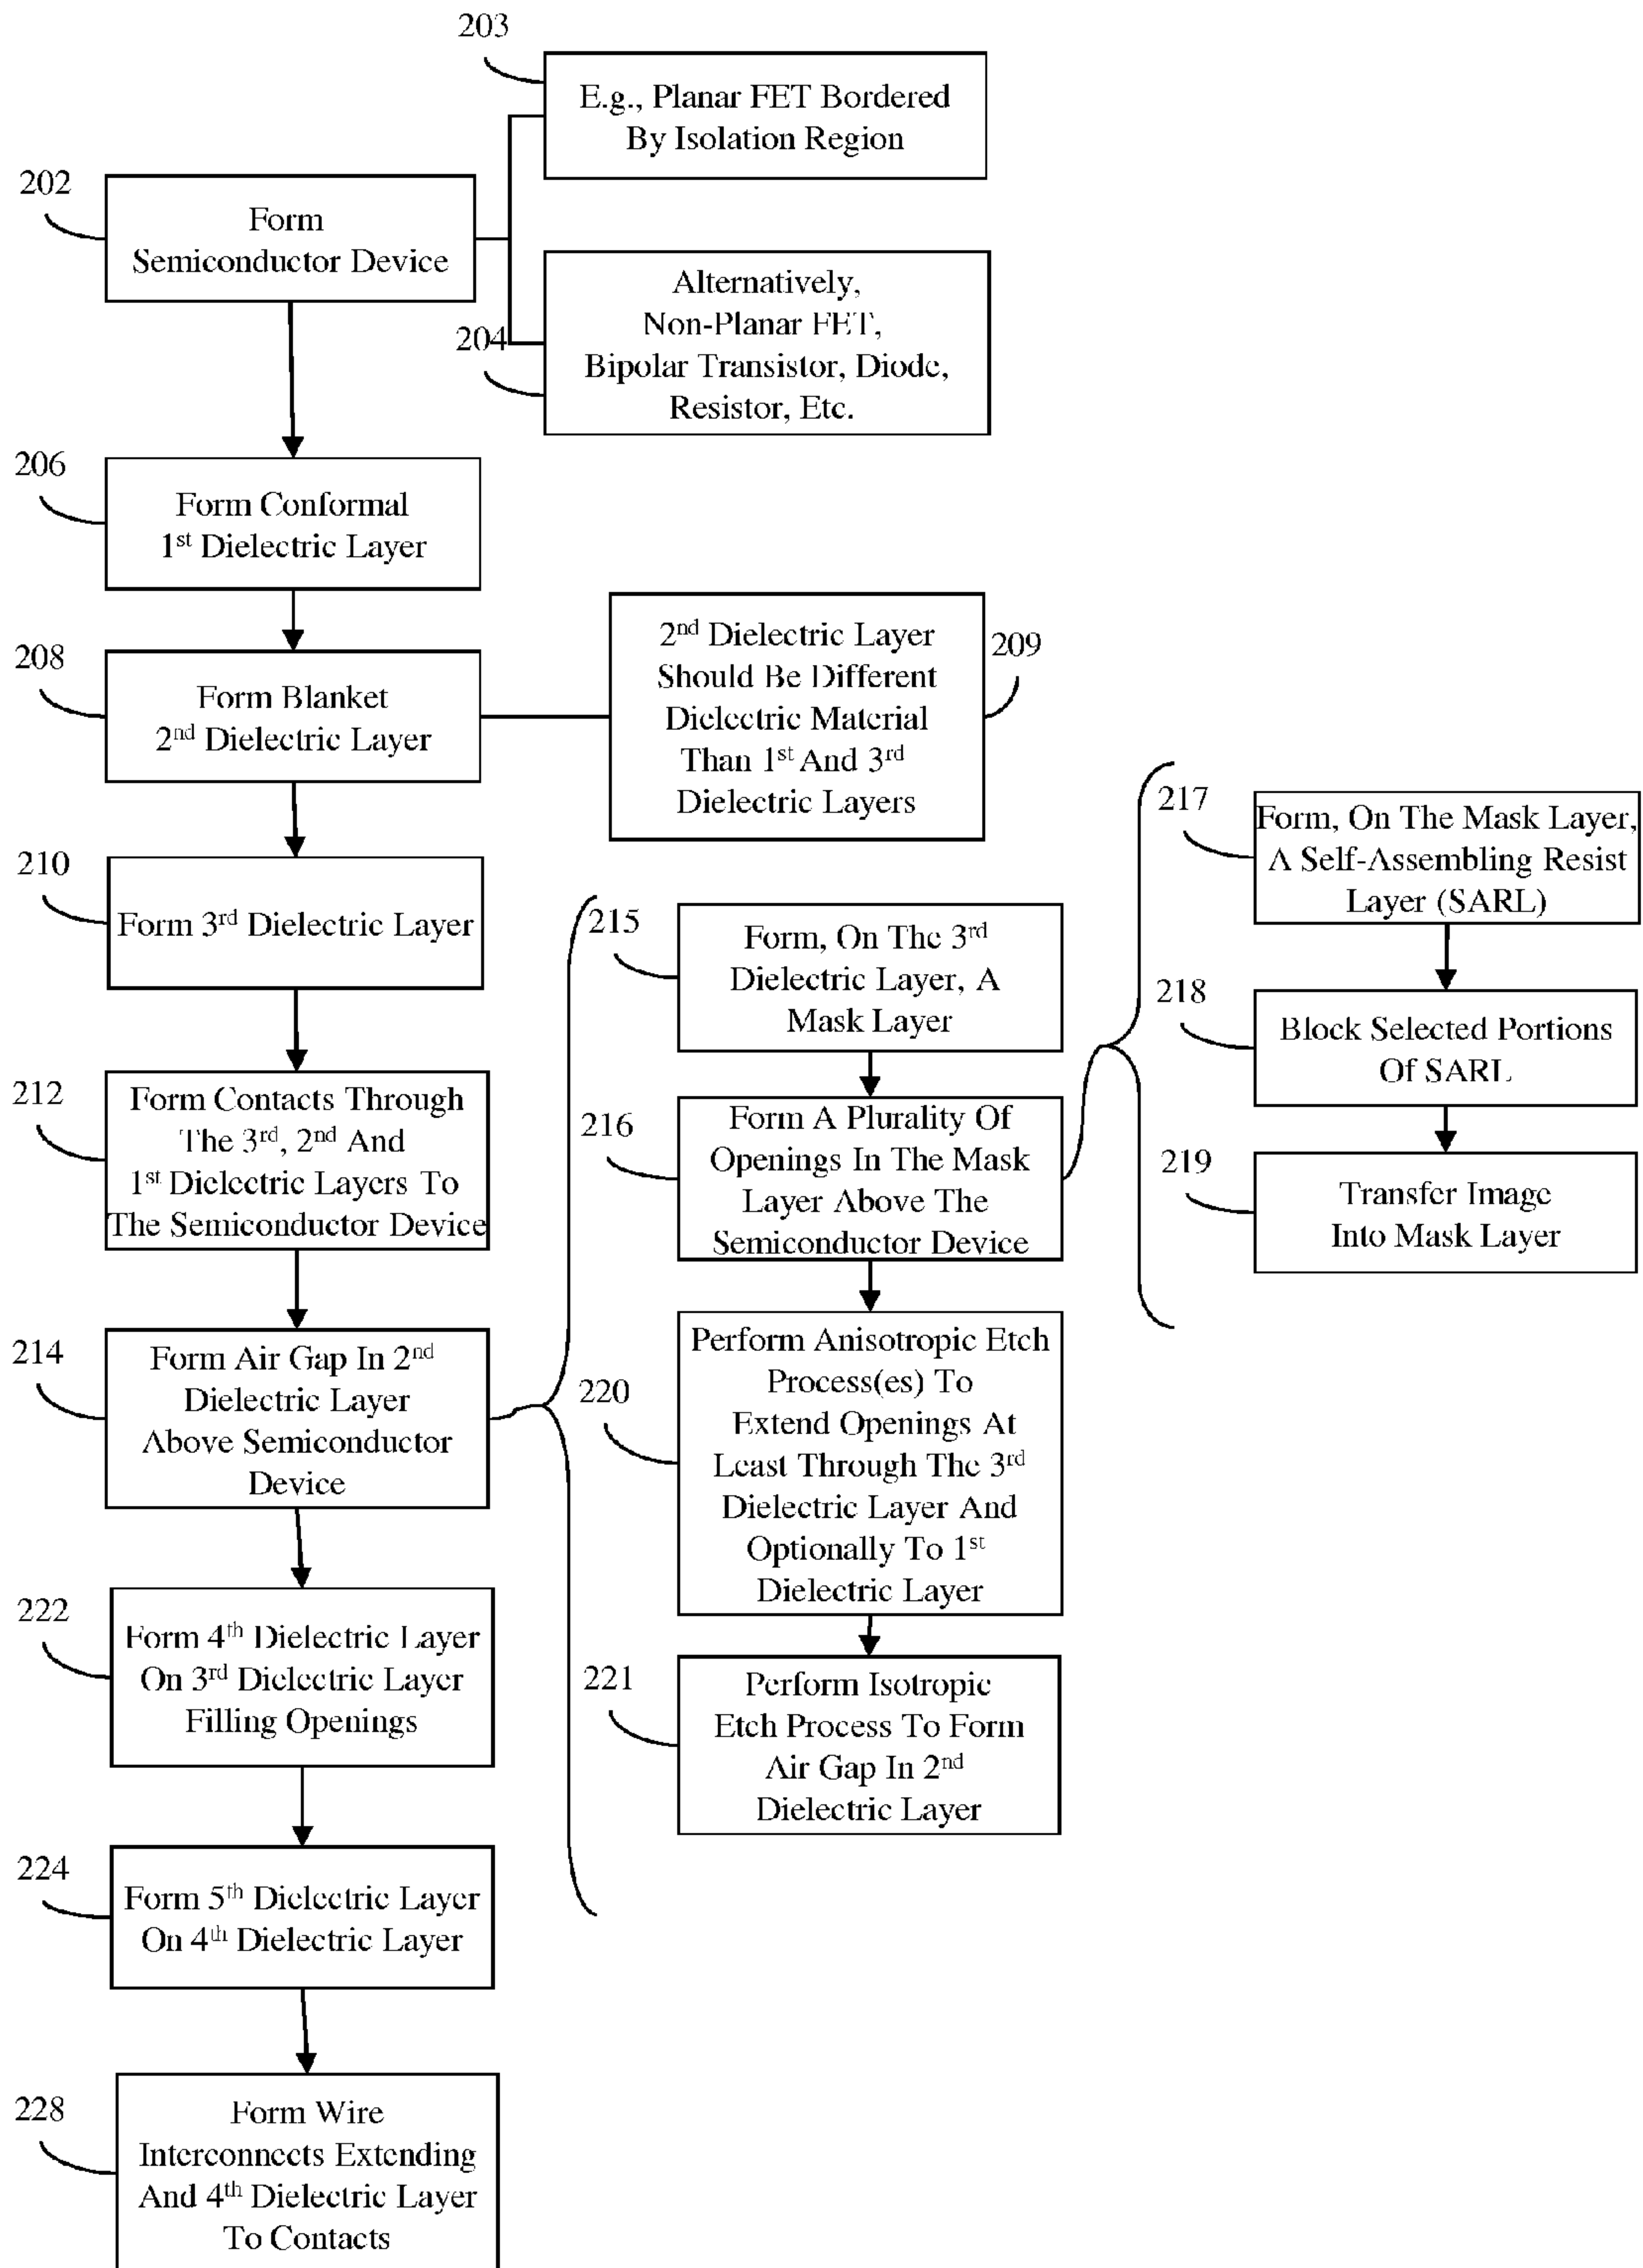 203
E.g., Planar FET Bordered
By Isolation Region
202
Form
Semiconductor Device
204
Alternatively,
Non-Planar FET,
Bipolar Transistor, Diode,
Resistor, Etc.
206
Form Conformal
1st Dielectric Layer
208
Form Blanket
2nd Dielectric Layer
2nd Dielectric Layer
Should Be Different
Dielectric Material
Than 1st And 3rd
Dielectric Layers
209
210
Form 3rd Dielectric Layer
212
Form Contacts Through
The 3rd, 2nd And
1st Dielectric Layers To
The Semiconductor Device
214
Form Air Gap In 2nd
Dielectric Layer
Above Semiconductor
Device
215
Form, On The 3rd
Dielectric Layer, A
Mask Layer
216
Form A Plurality Of
Openings In The Mask
Layer Above The
Semiconductor Device
217
Form, On The Mask Layer,
A Self-Assembling Resist
Layer (SARL)
218
Block Selected Portions
Of SARL
219
Transfer Image
Into Mask Layer
220
Perform Anisotropic Etch
Process(es) To
Extend Openings At
Least Through The 3rd
Dielectric Layer And
Optionally To 1st
Dielectric Layer
221
Perform Isotropic
Etch Process To Form
Air Gap In 2nd
Dielectric Layer
222
Form 4th Dielectric Layer
On 3rd Dielectric Layer
Filling Openings
224
Form 5th Dielectric Layer
On 4th Dielectric Layer
228
Form Wire
Interconnects Extending
And 4th Dielectric Layer
To Contacts